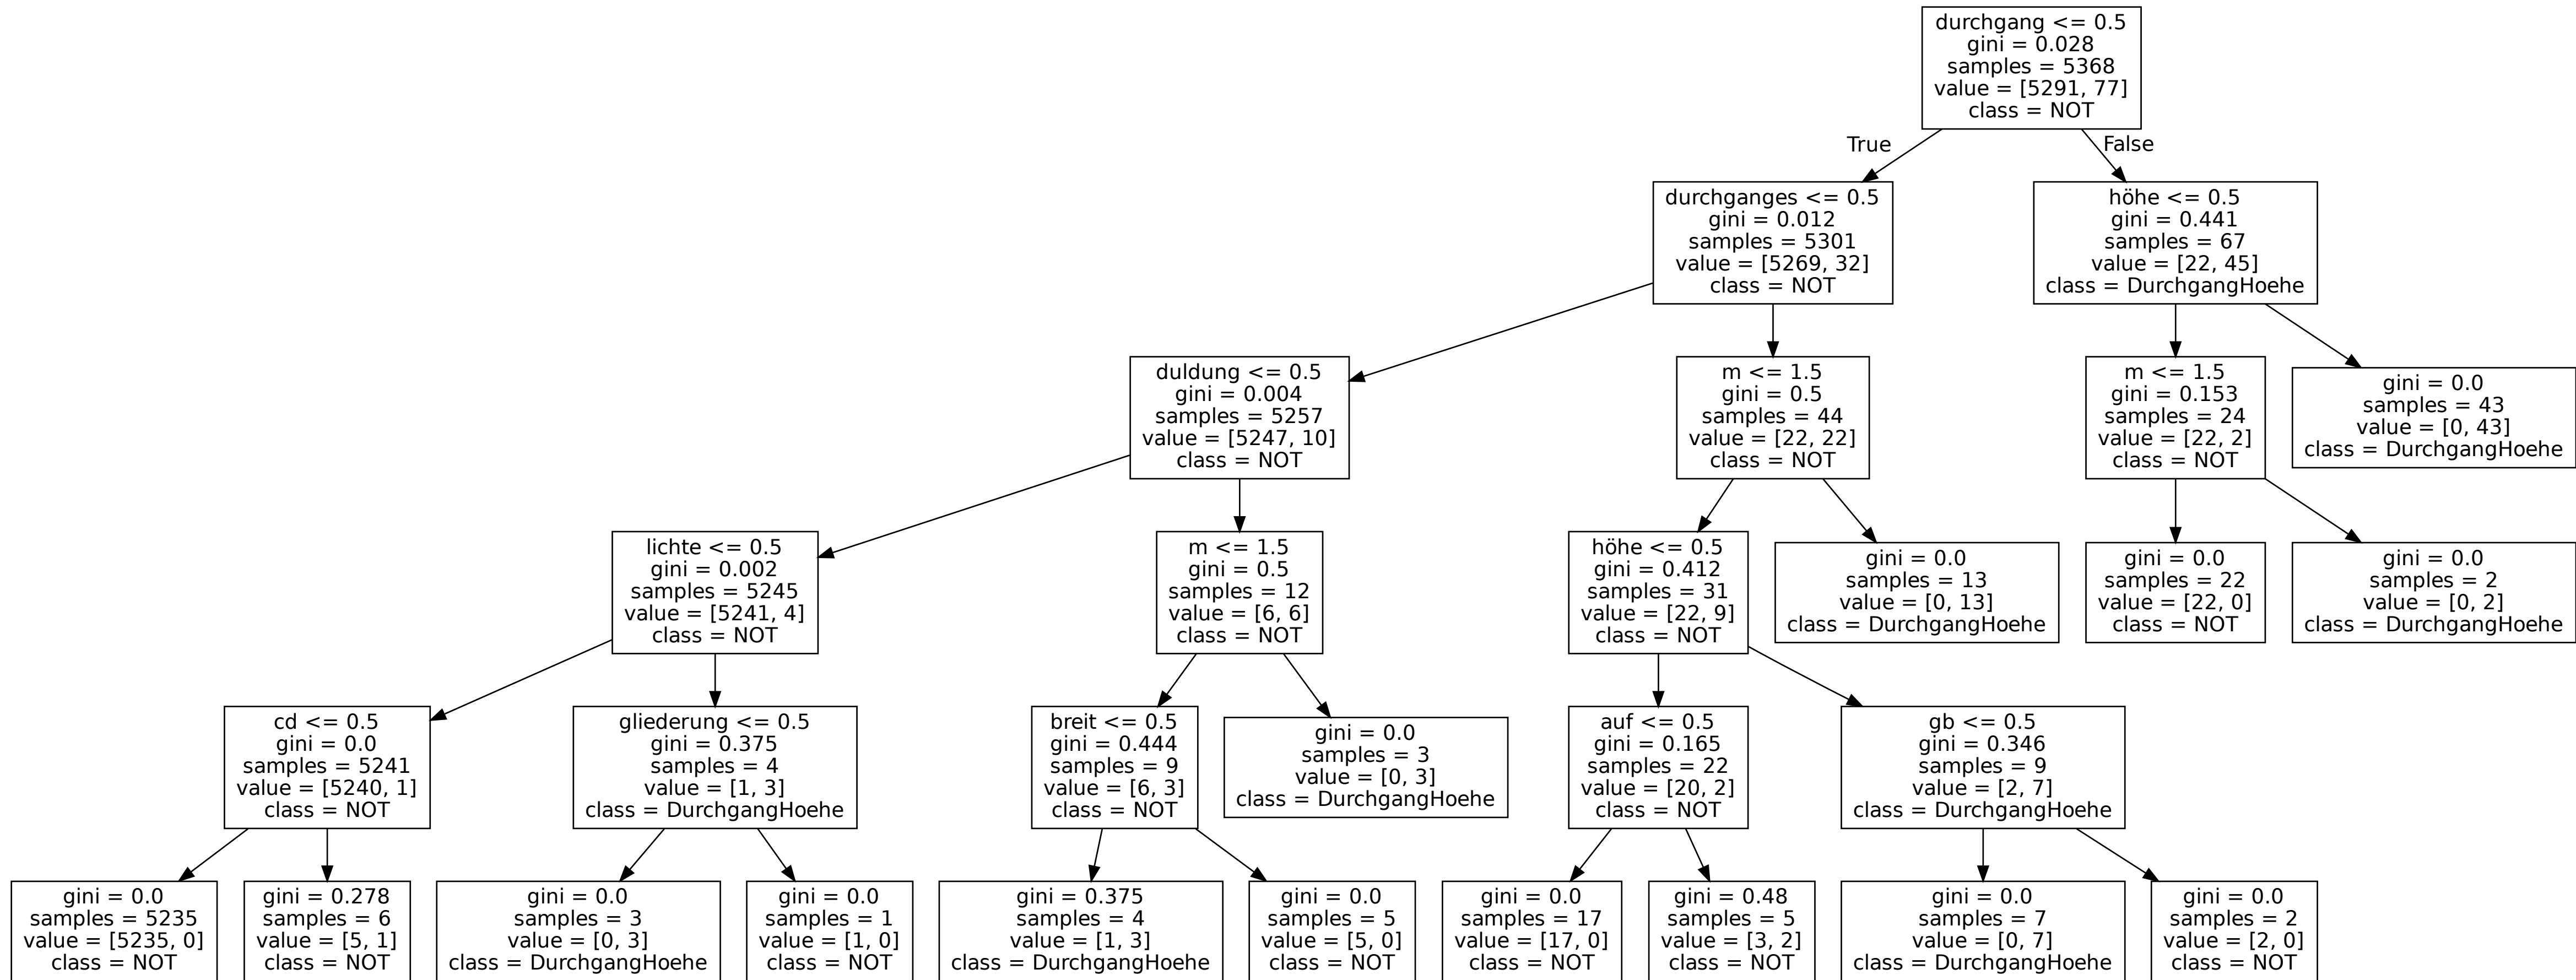 durchgang <= 0.5
gini = 0.028
samples = 5368
value = [5291, 77]
class = NOT
True
False
durchganges <= 0.5
gini = 0.012
samples = 5301
value = [5269, 32]
class = NOT
höhe <= 0.5
gini = 0.441
samples = 67
value = [22, 45]
class = DurchgangHoehe
duldung <= 0.5
gini = 0.004
samples = 5257
value = [5247, 10]
class = NOT
m <= 1.5
gini = 0.5
samples = 44
value = [22, 22]
class = NOT
m <= 1.5
gini = 0.153
samples = 24
value = [22, 2]
class = NOT
gini = 0.0
samples = 43
value = [0, 43]
class = DurchgangHoehe
lichte <= 0.5
gini = 0.002
samples = 5245
value = [5241, 4]
class = NOT
m <= 1.5
gini = 0.5
samples = 12
value = [6, 6]
class = NOT
höhe <= 0.5
gini = 0.412
samples = 31
value = [22, 9]
class = NOT
gini = 0.0
samples = 13
value = [0, 13]
class = DurchgangHoehe
gini = 0.0
samples = 22
value = [22, 0]
class = NOT
gini = 0.0
samples = 2
value = [0, 2]
class = DurchgangHoehe
cd <= 0.5
gini = 0.0
samples = 5241
value = [5240, 1]
class = NOT
gliederung <= 0.5
gini = 0.375
samples = 4
value = [1, 3]
class = DurchgangHoehe
breit <= 0.5
gini = 0.444
samples = 9
value = [6, 3]
class = NOT
gini = 0.0
samples = 3
value = [0, 3]
class = DurchgangHoehe
auf <= 0.5
gini = 0.165
samples = 22
value = [20, 2]
class = NOT
gb <= 0.5
gini = 0.346
samples = 9
value = [2, 7]
class = DurchgangHoehe
gini = 0.0
samples = 5235
value = [5235, 0]
class = NOT
gini = 0.278
samples = 6
value = [5, 1]
class = NOT
gini = 0.0
samples = 3
value = [0, 3]
class = DurchgangHoehe
gini = 0.0
samples = 1
value = [1, 0]
class = NOT
gini = 0.375
samples = 4
value = [1, 3]
class = DurchgangHoehe
gini = 0.0
samples = 5
value = [5, 0]
class = NOT
gini = 0.0
samples = 17
value = [17, 0]
class = NOT
gini = 0.48
samples = 5
value = [3, 2]
class = NOT
gini = 0.0
samples = 7
value = [0, 7]
class = DurchgangHoehe
gini = 0.0
samples = 2
value = [2, 0]
class = NOT